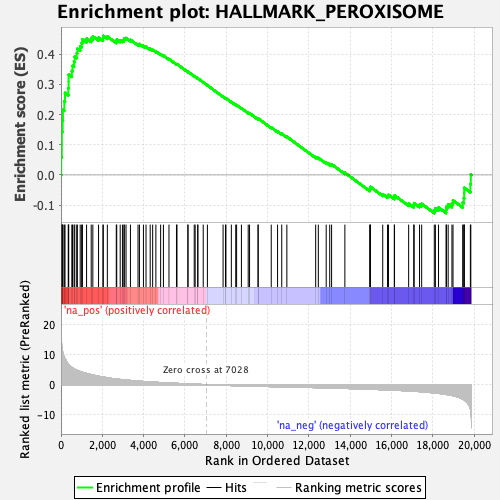 Enrichment plot: HALLMARK_PEROXISOME
Enrichment score (ES)
0.4
0.3
0.2
0.1
0.0
-0.1
'na_pos' (positively correlated)
Ranked list metric (PreRanked)
20
10
0
-10
Zero cross at 7028
'na_neg' (negatively correlated)
0
2,000
4,000
6,000
8,000
10,000
12,000
14,000
16,000
18,000
20,000
Rank in Ordered Dataset
Enrichment profile
Hits
Ranking metric scores